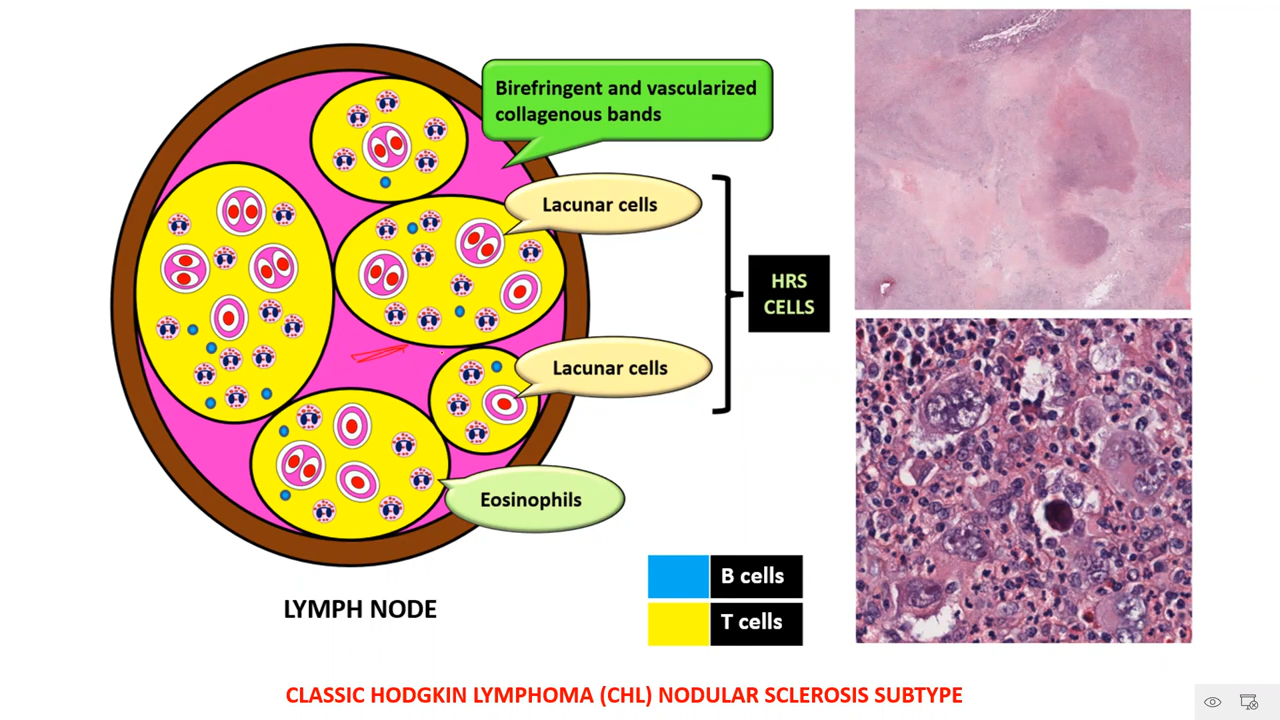 Birefringent and vascularized
collagenous bands
Lacunar cells
HRS
CELLS
Lacunar cells
Eosinophils
B cells
T cells
LYMPH NODE
CLASSIC HODGKIN LYMPHOMA (CHL) NODULAR SCLEROSIS SUBTYPE